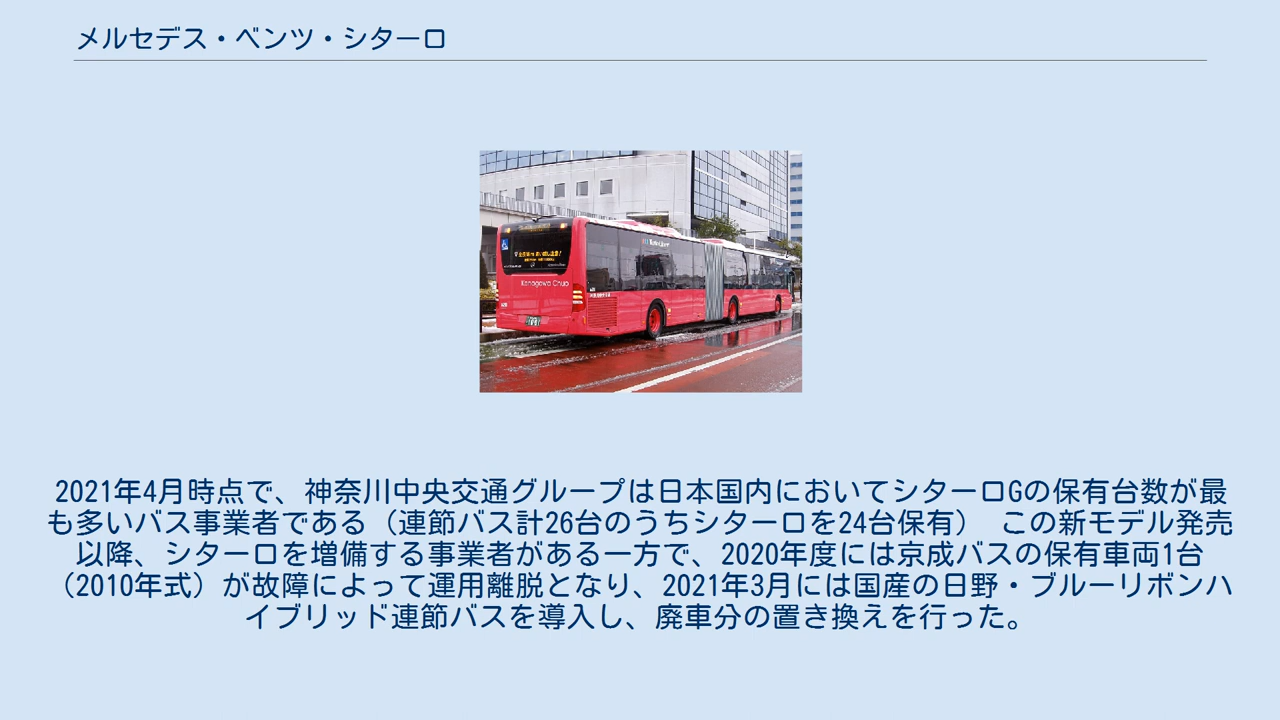 メルセデス・ベンツ・シターロ
Kanagawa Chuo
2021年4月時点で、神奈川中央交通グループは日本国内においてシターロGの保有台数が最
も多いバス事業者である（連節バス計26台のうちシターロを24台保有） この新モデル発売
以降、シターロを増備する事業者がある一方で、2020年度には京成バスの保有車両1台
（2010年式）が故障によって運用離脱となり、2021年3月には国産の日野・ブルーリボンハ
イブリッド連節バスを導入し、廃車分の置き換えを行った。